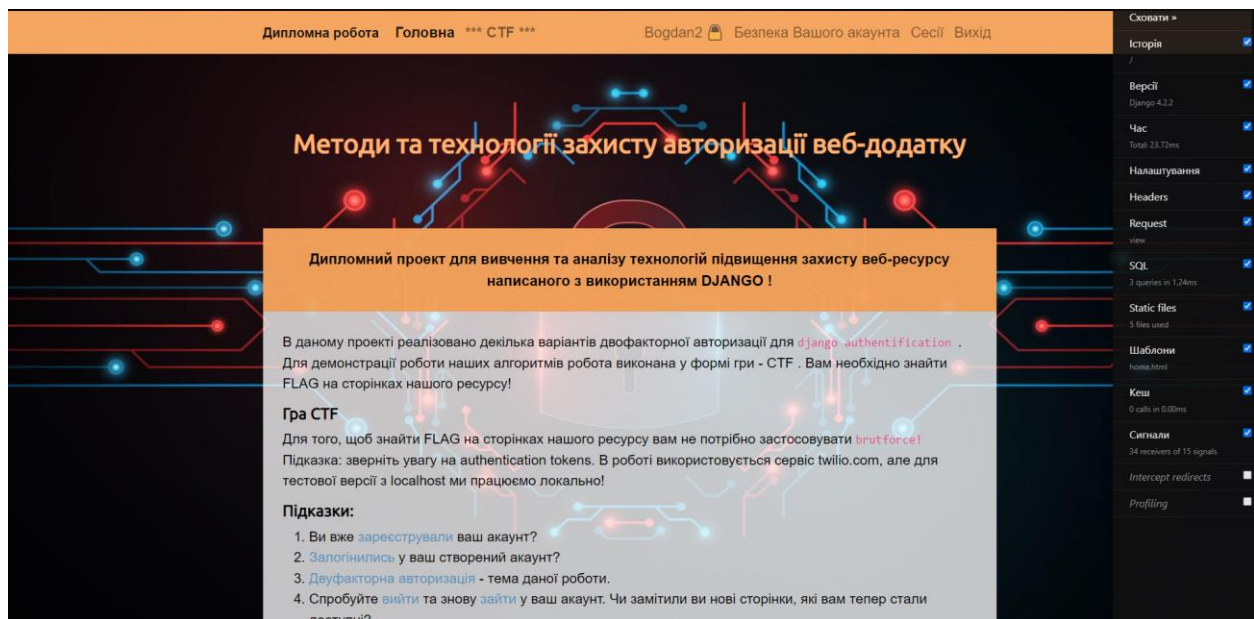 Дипломна робота Головна *** CTF *** Bogdan2 Безпека Вашого акаунта Сесії Вихід
Методи та технології захисту авторизації веб-додатку
Дипломний проект для вивчення та аналізу технологій підвищення захисту веб-ресурсу
написаного з використанням DJANGO !
В даному проекті реалізовано декілька варіантів двофакторної авторизації для django authentification .
Для демонстрації роботи наших алгоритмів робота виконана у формі гри - CTF . Вам необхідно знайти
FLAG на сторінках нашого ресурсу!
Гра CTF
Для того, щоб знайти FLAG на сторінках нашого ресурсу вам не потрібно застосовувати brutforce!
Підказка: зверніть увагу на authentication tokens. В роботі використовується сервіс twilio.com, але для
тестової версії з localhost ми працюємо локально!
Підказки:
1. Ви вже зареєстрували ваш акаунт?
2. Залогінились у ваш створений акаунт?
3. Двуфакторна авторизація - тема даної роботи.
4. Спробуйте вийти та знову зайти у ваш акаунт. Чи замітили ви нові сторінки, які вам тепер стали
доступні?
Сховати »
Історія
/
Версії
Django 4.2.2
Час
Total: 23.72ms
Налаштування
Headers
Request
view
SQL
3 queries in 1.24ms
Static files
5 files used
Шаблони
home.html
Кеш
0 calls in 0.00ms
Сигнали
34 receivers of 15 signals
Intercept redirects
Profiling